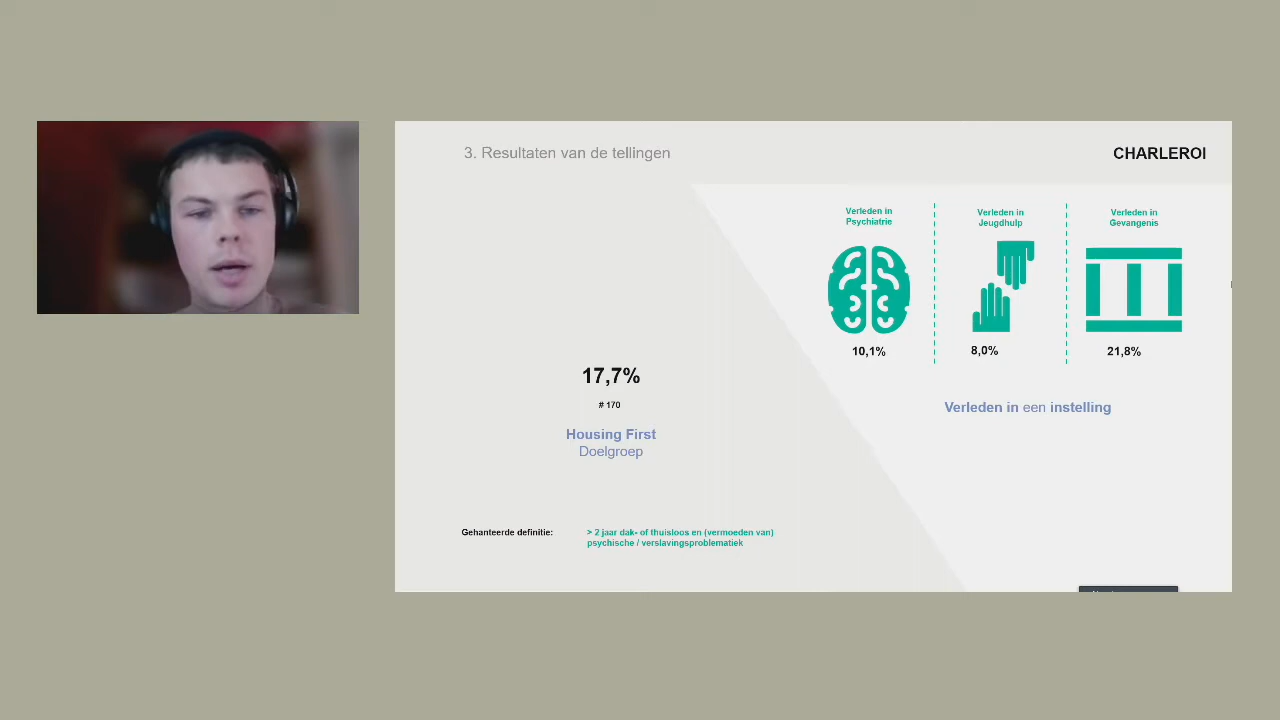 3. Resultaten van de tellingen
CHARLEROI
Verleden in
Psychiatrie
Verleden in
Jeugdhulp
Verleden in
Gevangenis
10,1%
8,0%
21,8%
17,7%
# 170
Housing First
Doelgroep
Verleden in een instelling
Gehanteerde definitie:
> 2 jaar dak- of thuisloos en (vermoeden van)
psychische / verslavingsproblematiek